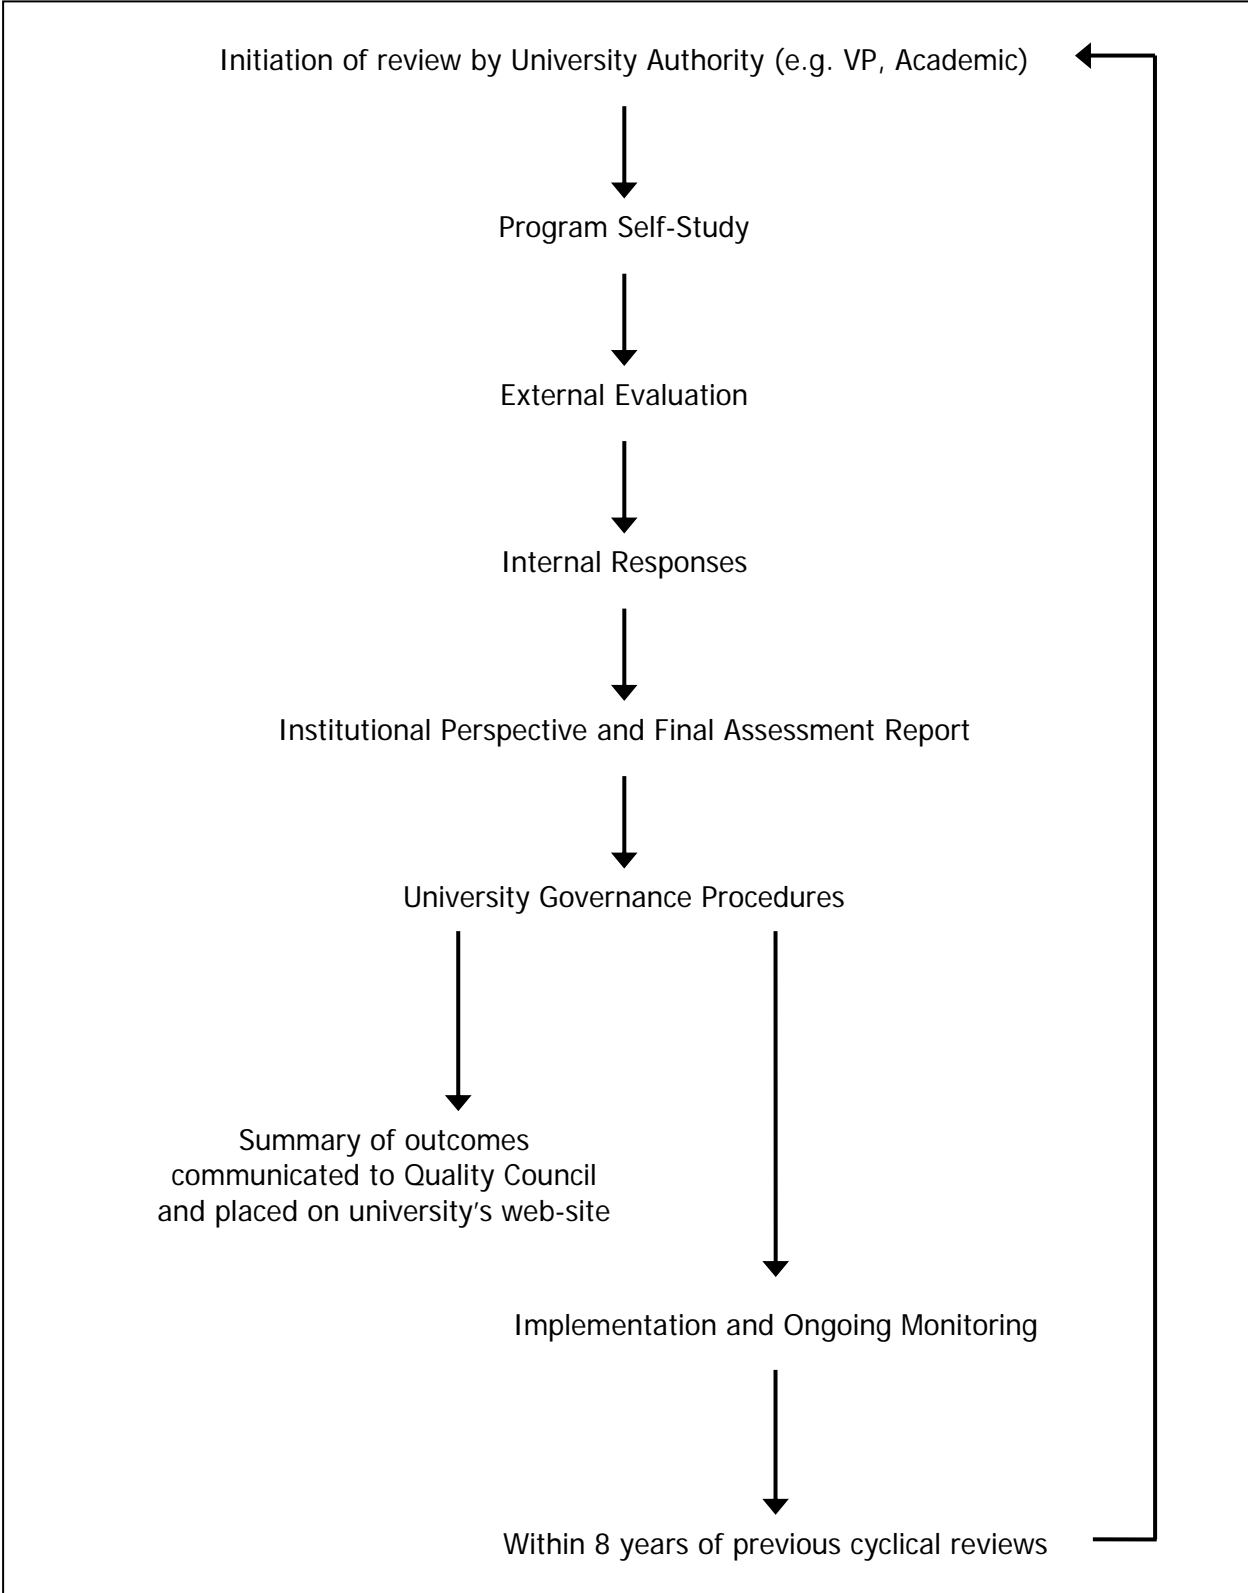 Initiation of review by University Authority (e.g. VP, Academic)
Program Self-Study
External Evaluation
Internal Responses
Institutional Perspective and Final Assessment Report
University Governance Procedures
Summary of outcomes
communicated to Quality Council
and placed on university's web-site
Implementation and Ongoing Monitoring
Within 8 years of previous cyclical reviews